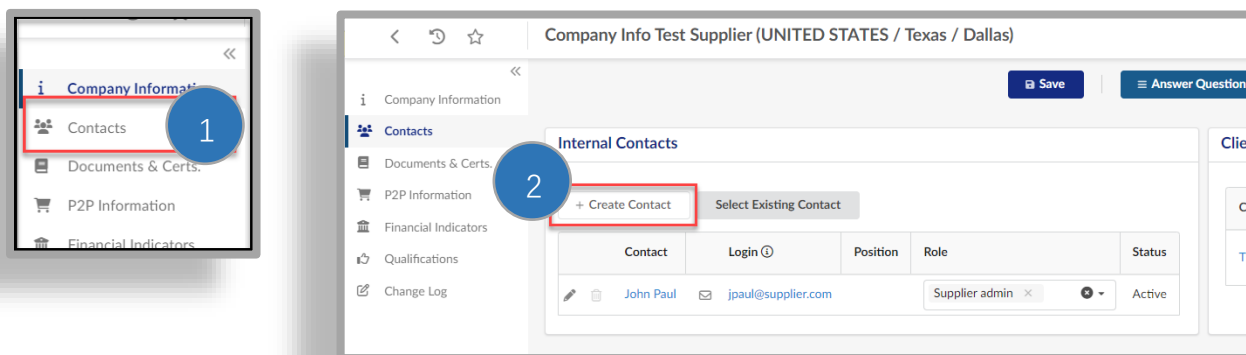 Company Informati
Contacts
1
Documents & Certs.
P2P Information
Financial Indicators
Company Info Test Supplier (UNITED STATES / Texas / Dallas)
Save
Answer Question
Company Information
Contacts
Documents & Certs.
P2P Information
Financial Indicators
Qualifications
Change Log
Internal Contacts
2
+ Create Contact
Select Existing Contact
Contact Login Position Role Status
John Paul jpaul@supplier.com Supplier admin × Active
Clie
C
T